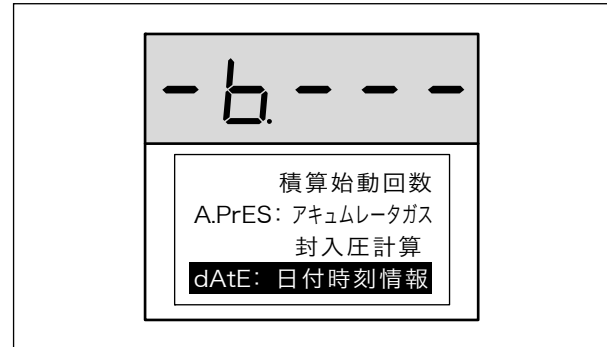 -b.---
積算始動回数
A.PrES: アキュムレータガス
封入圧計算
dAtE: 日付時刻情報